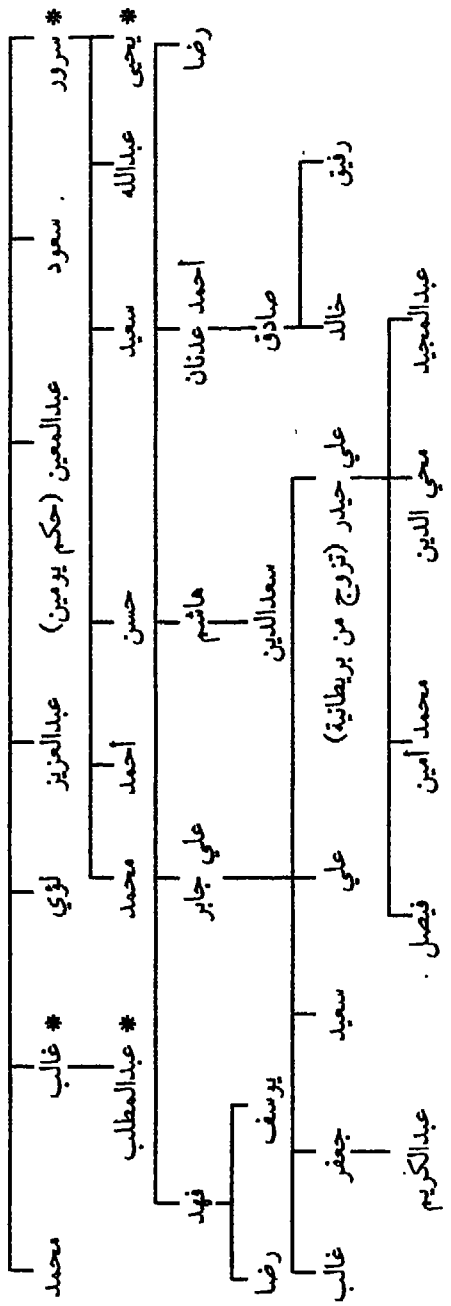 * سرور سعود عبدالمعين (حكم يومين) عبدالعزيز لؤي * غالب محمد
* يحيى عبدالله سعيد حسن أحمد محمد * عبدالمطلب
رضا أحمد عدنان هاشم علي جابر فهد
صادق سعدالدين يوسف رضا
رفيق خالد علي حيدر (تزوج من بريطانية) علي سعيد جعفر غالب
عبدالمجيد محي الدين محمد أمين فيصل عبدالكريم